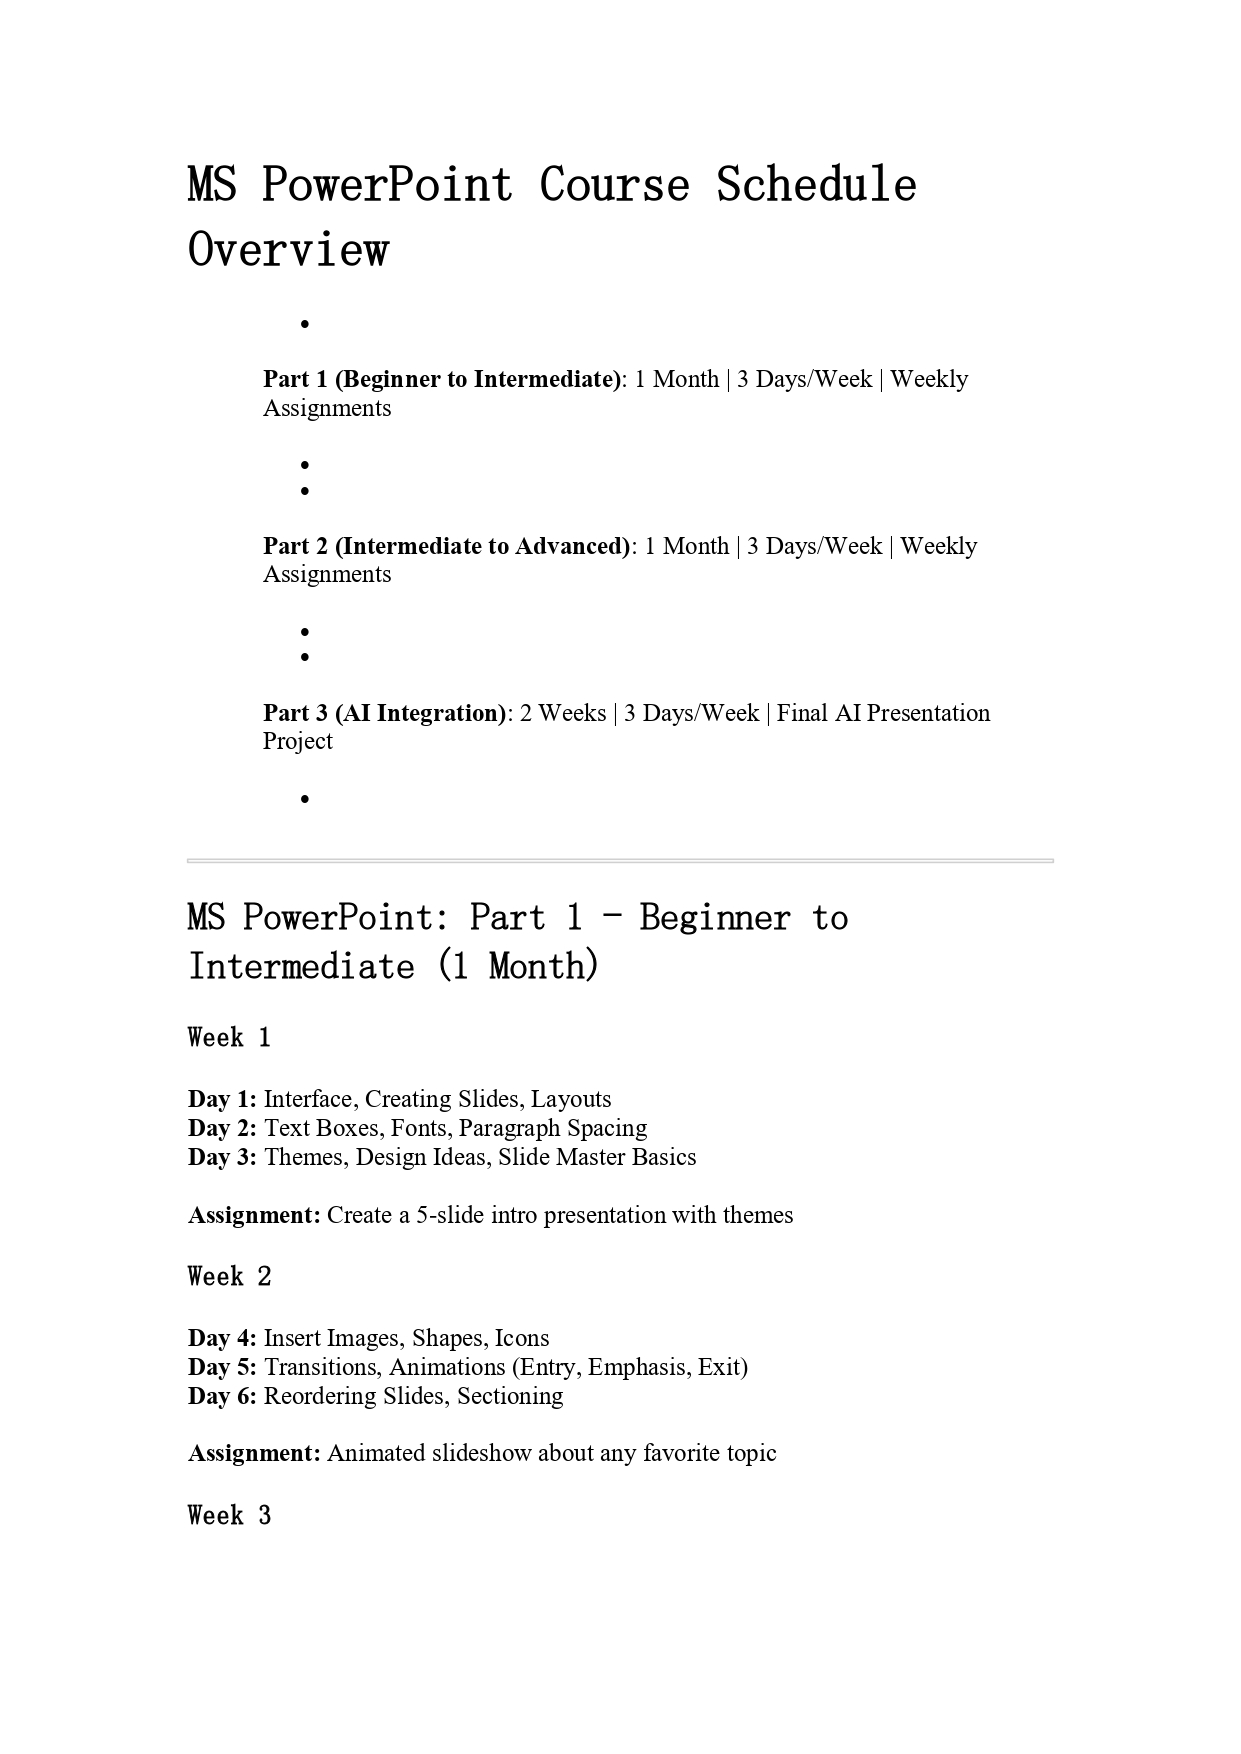 MS PowerPoint Course Schedule
Overview
•
Part 1 (Beginner to Intermediate): 1 Month | 3 Days/Week | Weekly
Assignments
•
•
Part 2 (Intermediate to Advanced): 1 Month | 3 Days/Week | Weekly
Assignments
•
•
Part 3 (AI Integration): 2 Weeks | 3 Days/Week | Final AI Presentation
Project
•
MS PowerPoint: Part 1 – Beginner to
Intermediate (1 Month)
Week 1
Day 1: Interface, Creating Slides, Layouts
Day 2: Text Boxes, Fonts, Paragraph Spacing
Day 3: Themes, Design Ideas, Slide Master Basics
Assignment: Create a 5-slide intro presentation with themes
Week 2
Day 4: Insert Images, Shapes, Icons
Day 5: Transitions, Animations (Entry, Emphasis, Exit)
Day 6: Reordering Slides, Sectioning
Assignment: Animated slideshow about any favorite topic
Week 3